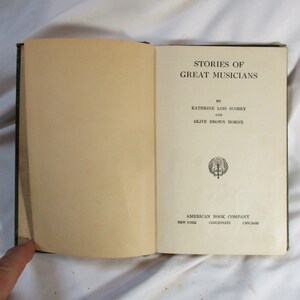 STORIES OF
GREAT MUSICIANS
BY
KATHRINE LOIS SCOBEY
AND
OLIVE BROWN HORNE
AMERICAN BOOK COMPANY
NEW YORK CINCINNATI CHICAGO